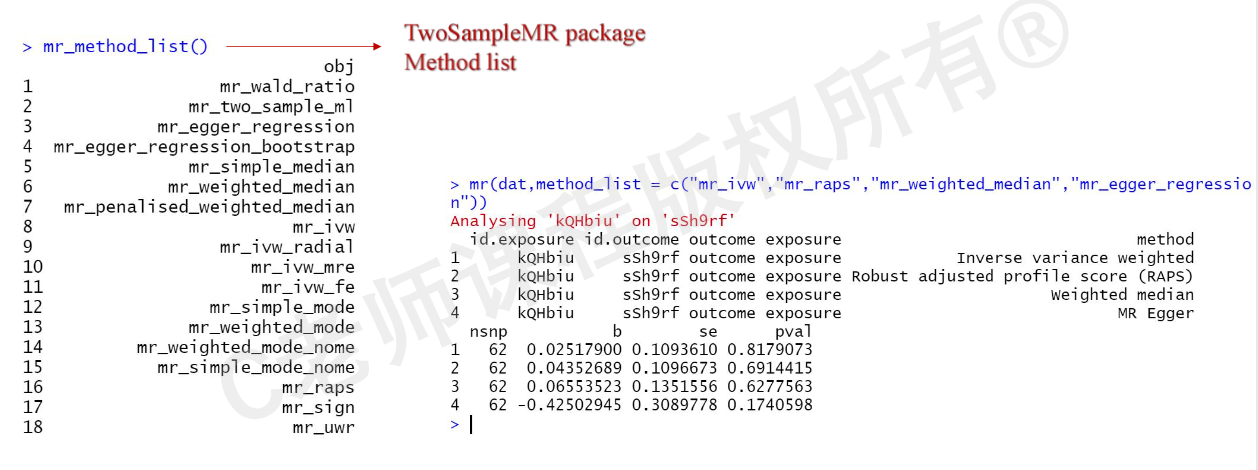 > mr_method_list()
TwoSampleMR package
Method list
obj
1 mr_wald_ratio
2 mr_two_sample_ml
3 mr_egger_regression
4 mr_egger_regression_bootstrap
5 mr_simple_median
6 mr_weighted_median
7 mr_penalised_weighted_median
8 mr_ivw
9 mr_ivw_radial
10 mr_ivw_mre
11 mr_ivw_fe
12 mr_simple_mode
13 mr_weighted_mode
14 mr_weighted_mode_nome
15 mr_simple_mode_nome
16 mr_raps
17 mr_sign
18 mr_uwr
> mr(dat,method_list = c("mr_ivw","mr_raps","mr_weighted_median","mr_egger_regressio
n"))
Analysing 'kQHbiu' on 'sSh9rf'
id.exposure id.outcome outcome exposure method
1 kQHbiu sSh9rf outcome exposure Inverse variance weighted
2 kQHbiu sSh9rf outcome exposure Robust adjusted profile score (RAPS)
3 kQHbiu sSh9rf outcome exposure Weighted median
4 kQHbiu sSh9rf outcome exposure MR Egger
nsnp b se pval
1 62 0.02517900 0.1093610 0.8179073
2 62 0.04352689 0.1096673 0.6914415
3 62 0.06553523 0.1351556 0.6277563
4 62 -0.42502945 0.3089778 0.1740598
>
C老师课程版权所有®